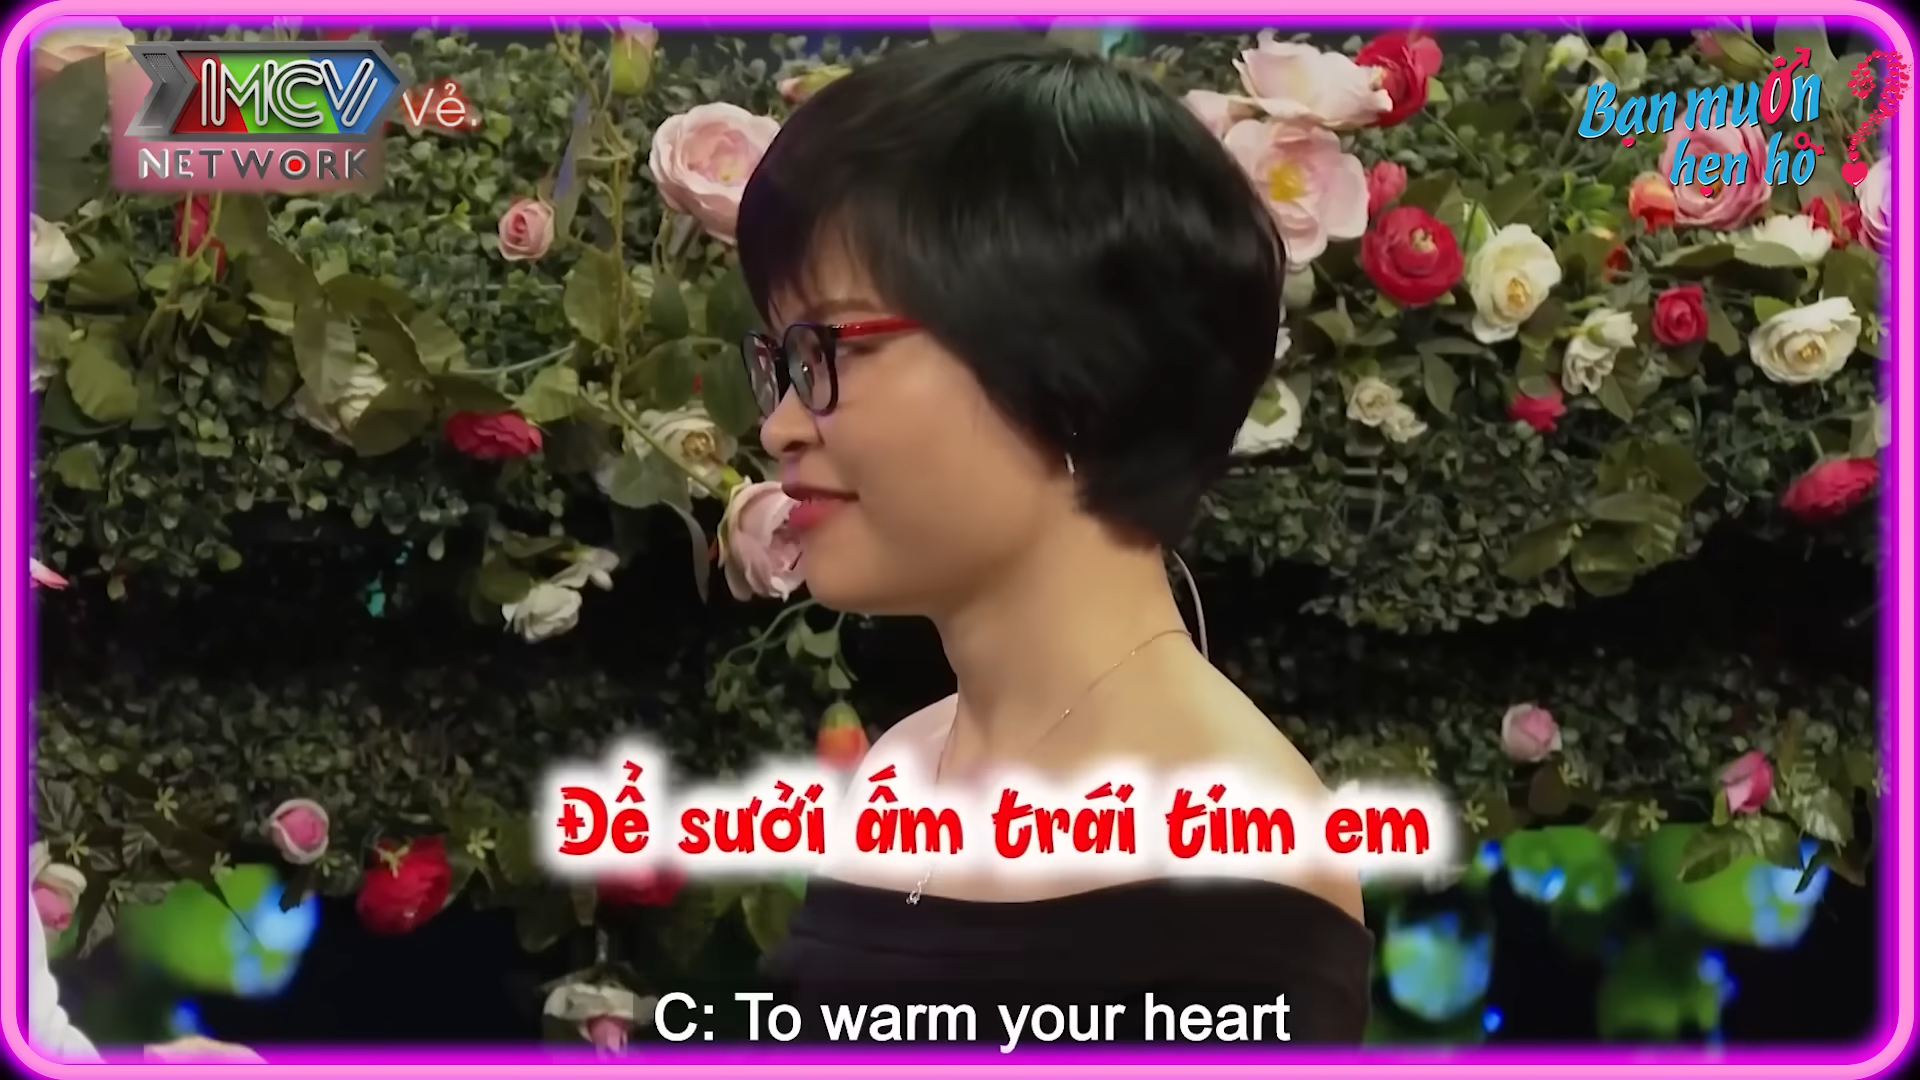 MCV
NETWORK
Vẻ.
Bạn muốn
hẹn hò
Để sưởi ấm trái tim em
C: To warm your heart